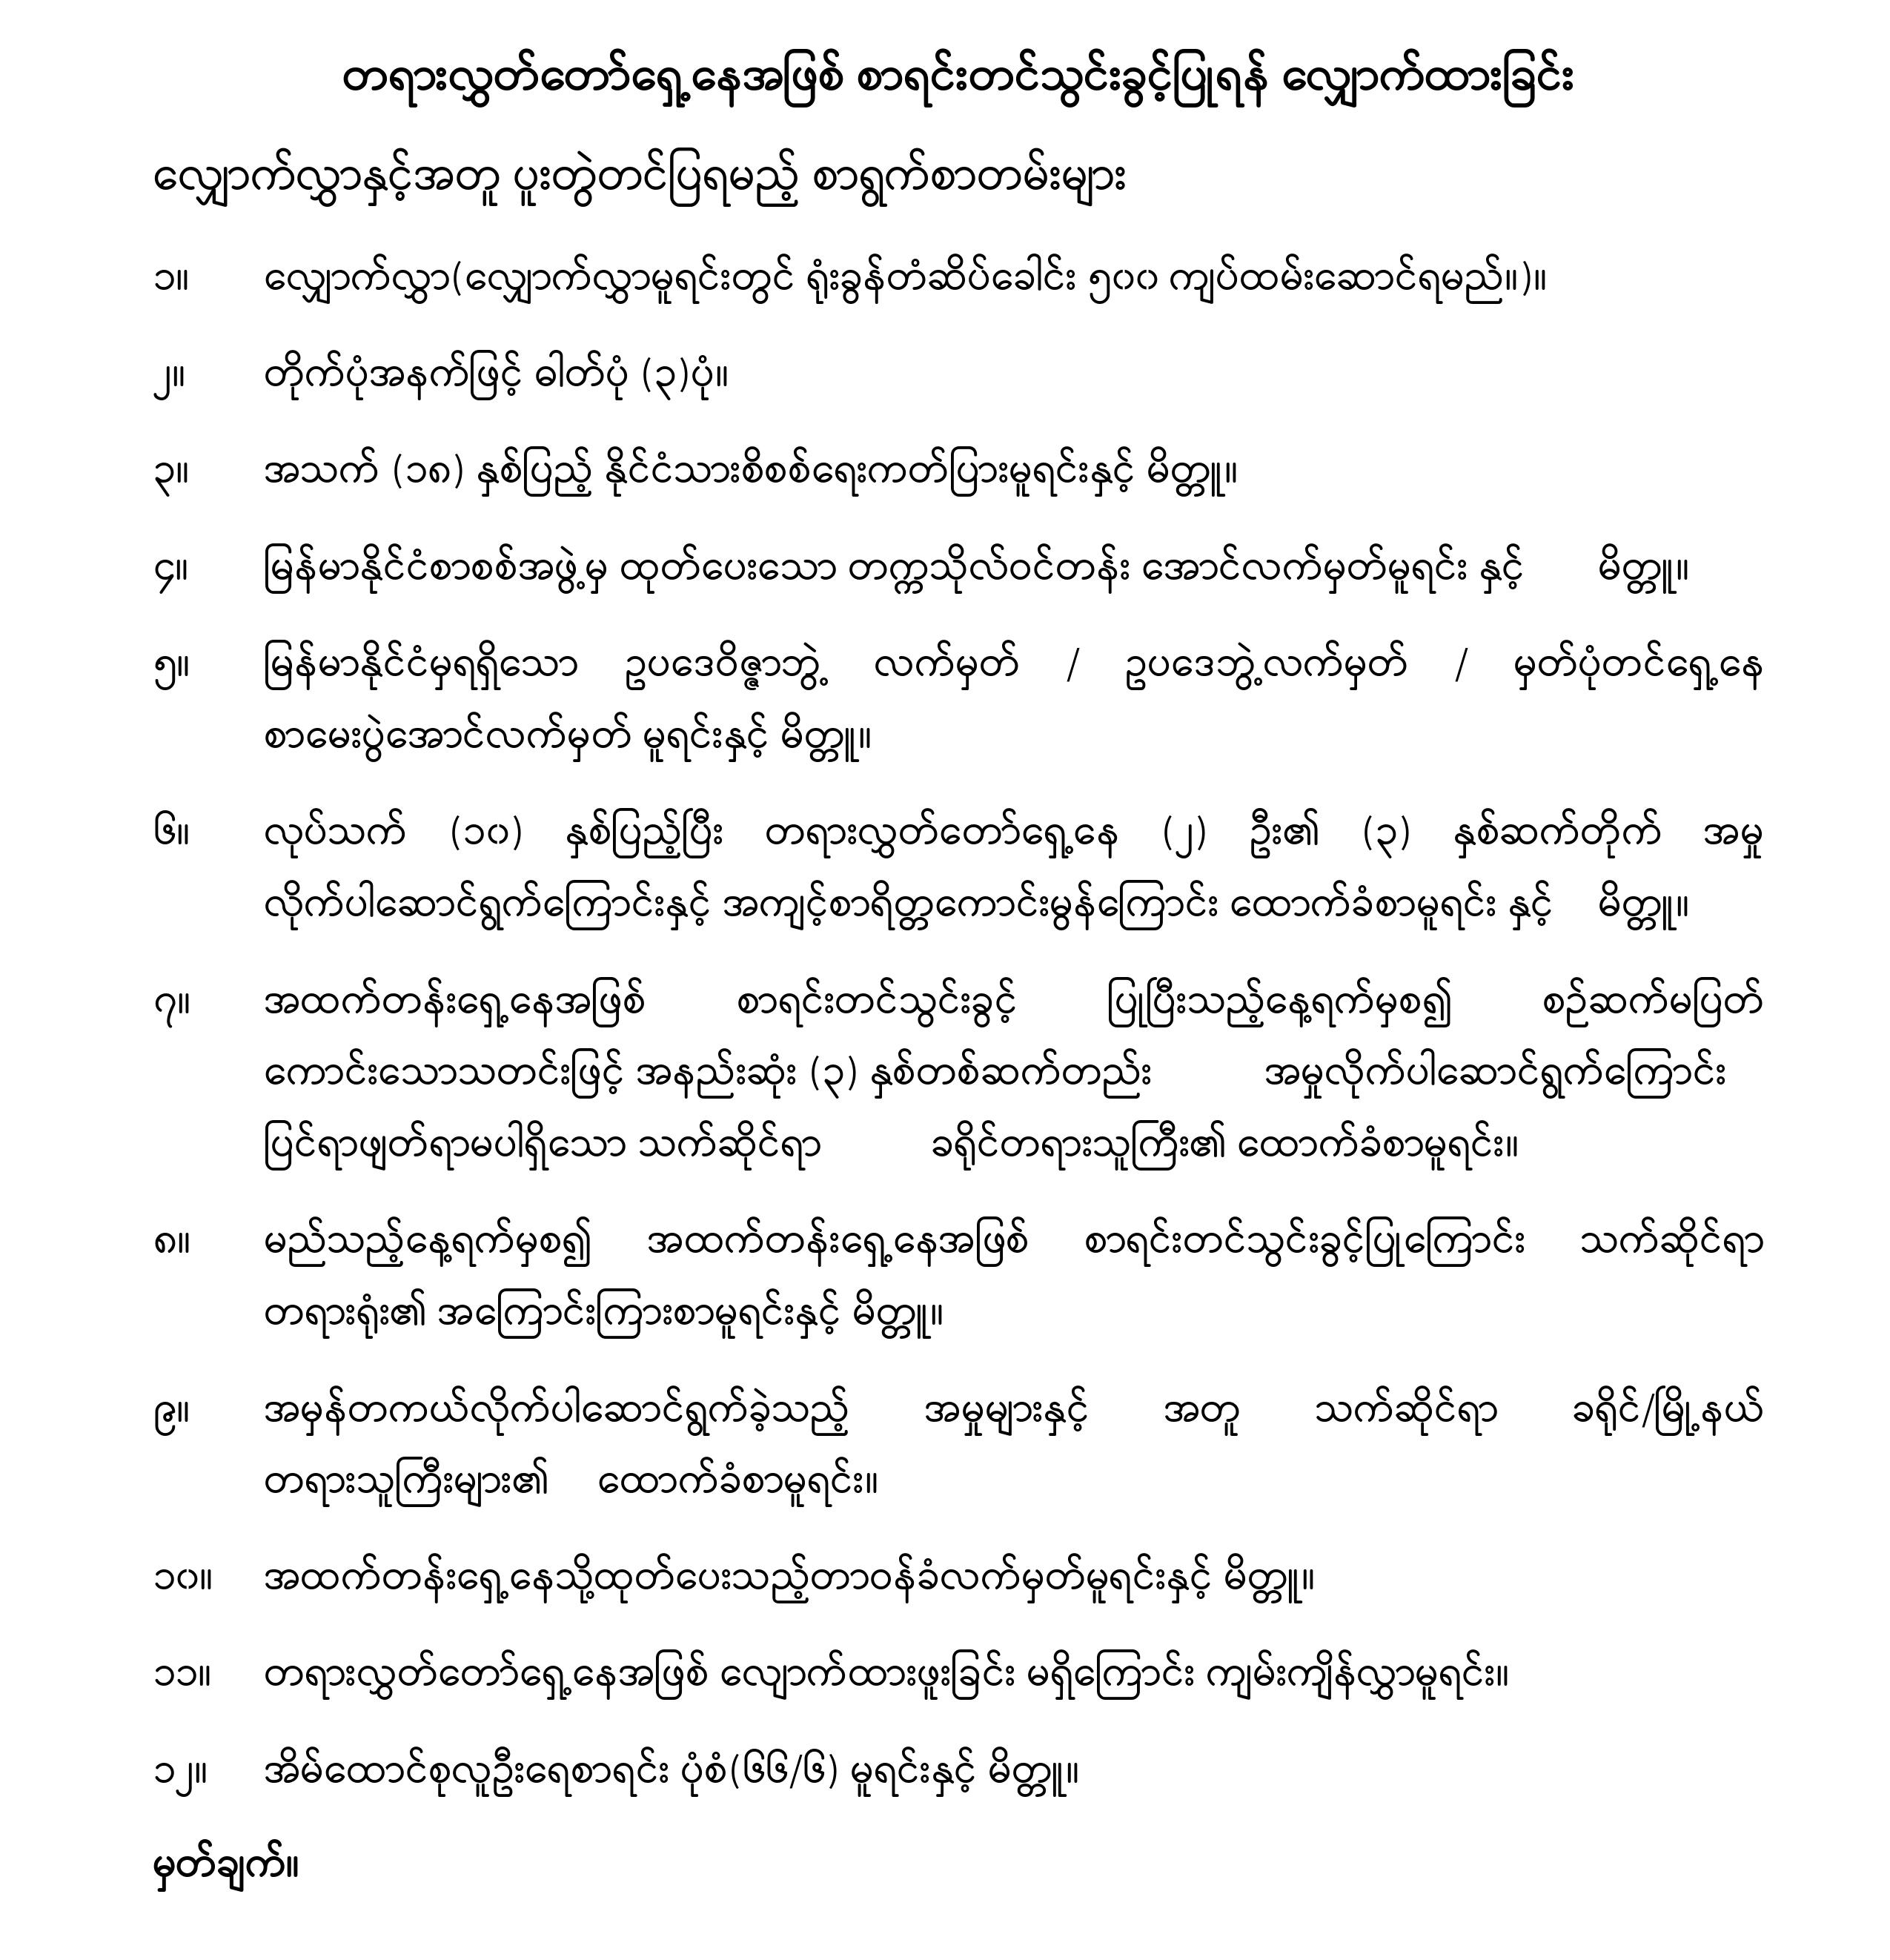 တရားလွှတ်တော်ရှေ့နေအဖြစ် စာရင်းတင်သွင်းခွင့်ပြုရန် လျှောက်ထားခြင်း
လျှောက်လွှာနှင့်အတူ ပူးတွဲတင်ပြရမည့် စာရွက်စာတမ်းများ
၁။ လျှောက်လွှာ(လျှောက်လွှာမူရင်းတွင် ရုံးခွန်တံဆိပ်ခေါင်း ၅၀၀ ကျပ်ထမ်းဆောင်ရမည်။)။
၂။ တိုက်ပုံအနက်ဖြင့် ဓါတ်ပုံ (၃)ပုံ။
၃။ အသက် (၁၈) နှစ်ပြည့် နိုင်ငံသားစိစစ်ရေးကတ်ပြားမူရင်းနှင့် မိတ္တူ။
၄။ မြန်မာနိုင်ငံစာစစ်အဖွဲ့မှ ထုတ်ပေးသော တက္ကသိုလ်ဝင်တန်း အောင်လက်မှတ်မူရင်း နှင့် မိတ္တူ။
၅။ မြန်မာနိုင်ငံမှရရှိသော ဥပဒေဝိဇ္ဇာဘွဲ့ လက်မှတ် / ဥပဒေဘွဲ့လက်မှတ် / မှတ်ပုံတင်ရှေ့နေ
စာမေးပွဲအောင်လက်မှတ် မူရင်းနှင့် မိတ္တူ။
၆။ လုပ်သက် (၁၀) နှစ်ပြည့်ပြီး တရားလွှတ်တော်ရှေ့နေ (၂) ဦး၏ (၃) နှစ်ဆက်တိုက် အမှု
လိုက်ပါဆောင်ရွက်ကြောင်းနှင့် အကျင့်စာရိတ္တကောင်းမွန်ကြောင်း ထောက်ခံစာမူရင်း နှင့် မိတ္တူ။
၇။ အထက်တန်းရှေ့နေအဖြစ် စာရင်းတင်သွင်းခွင့် ပြုပြီးသည့်နေ့ရက်မှစ၍ စဉ်ဆက်မပြတ်
ကောင်းသောသတင်းဖြင့် အနည်းဆုံး (၃) နှစ်တစ်ဆက်တည်း အမှုလိုက်ပါဆောင်ရွက်ကြောင်း
ပြင်ရာဖျတ်ရာမပါရှိသော သက်ဆိုင်ရာ ခရိုင်တရားသူကြီး၏ ထောက်ခံစာမူရင်း။
၈။ မည်သည့်နေ့ရက်မှစ၍ အထက်တန်းရှေ့နေအဖြစ် စာရင်းတင်သွင်းခွင့်ပြုကြောင်း သက်ဆိုင်ရာ
တရားရုံး၏ အကြောင်းကြားစာမူရင်းနှင့် မိတ္တူ။
၉။ အမှန်တကယ်လိုက်ပါဆောင်ရွက်ခဲ့သည့် အမှုများနှင့် အတူ သက်ဆိုင်ရာ ခရိုင်/မြို့နယ်
တရားသူကြီးများ၏ ထောက်ခံစာမူရင်း။
၁၀။ အထက်တန်းရှေ့နေသို့ထုတ်ပေးသည့်တာဝန်ခံလက်မှတ်မူရင်းနှင့် မိတ္တူ။
၁၁။ တရားလွှတ်တော်ရှေ့နေအဖြစ် လျောက်ထားဖူးခြင်း မရှိကြောင်း ကျမ်းကျိန်လွှာမူရင်း။
၁၂။ အိမ်ထောင်စုလူဦးရေစာရင်း ပုံစံ(၆၆/၆) မူရင်းနှင့် မိတ္တူ။
မှတ်ချက်။